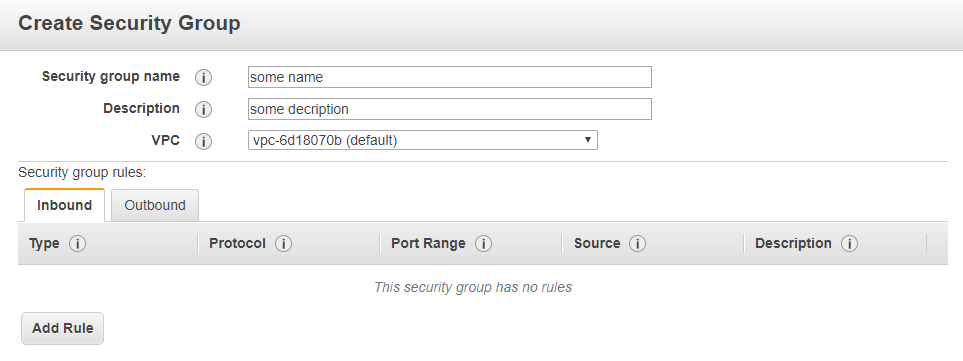 Create Security Group
Security group name i some name
Description i some decription
VPC i vpc-6d18070b (default)
Security group rules:
Inbound Outbound
Type i Protocol i Port Range i Source i Description i
This security group has no rules
Add Rule